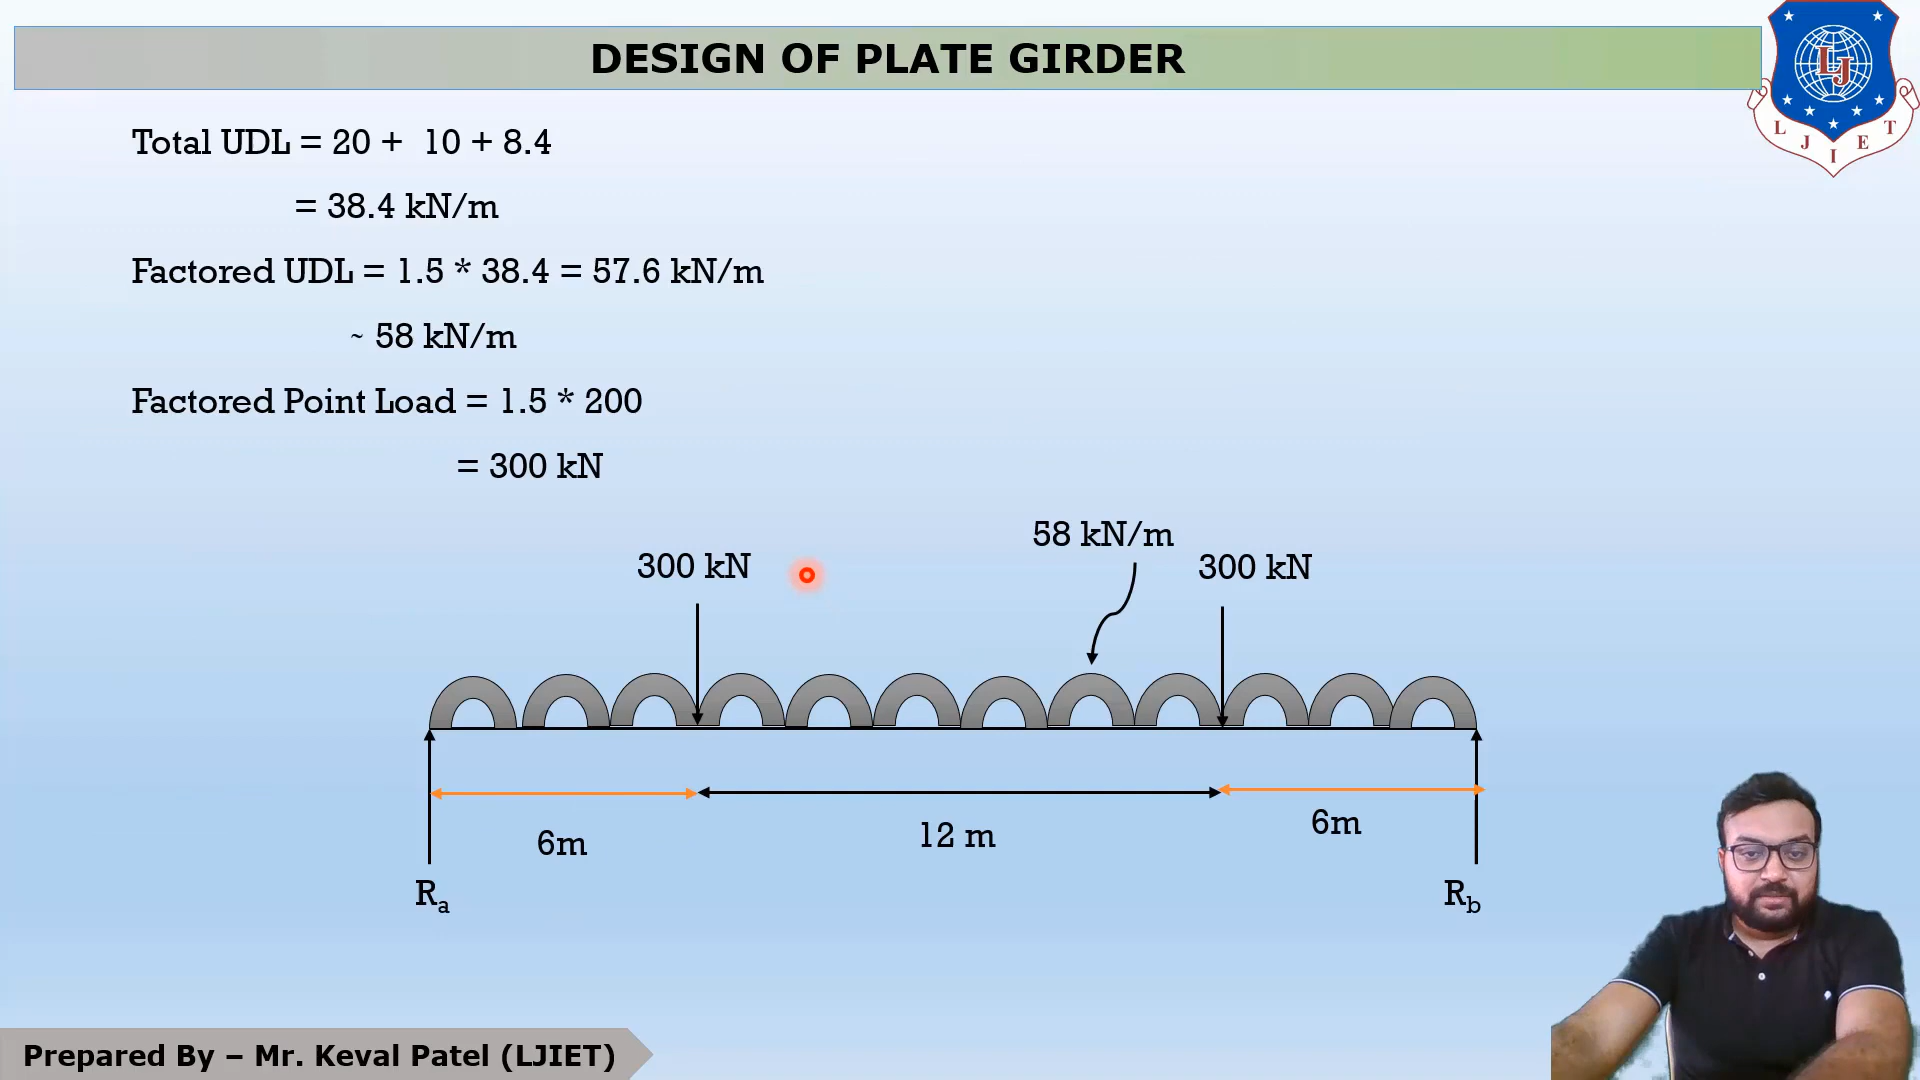 DESIGN OF PLATE GIRDER
LJ
L J I E T
Total UDL = 20 + 10 + 8.4
= 38.4 kN/m
Factored UDL = 1.5 * 38.4 = 57.6 kN/m
~ 58 kN/m
Factored Point Load = 1.5 * 200
= 300 kN
58 kN/m
300 kN
300 kN
6m
12 m
6m
Ra
Rb
Prepared By – Mr. Keval Patel (LJIET)